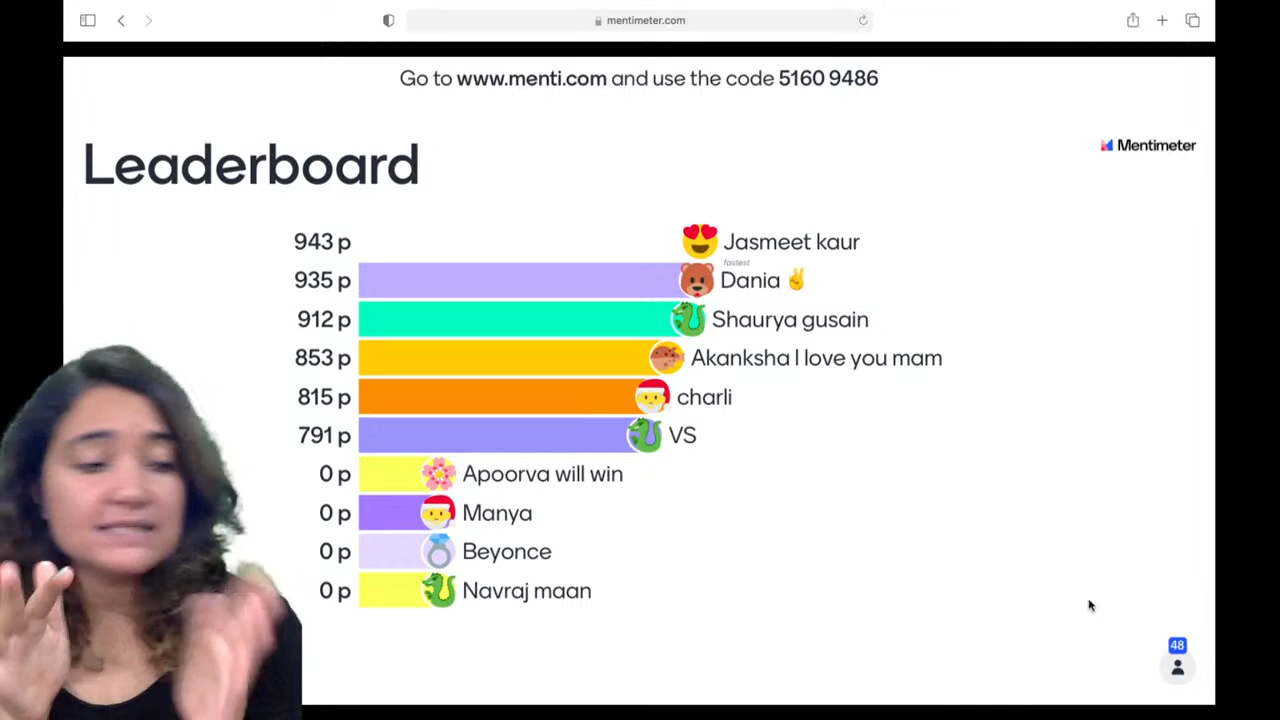 mentimeter.com
Go to www.menti.com and use the code 5160 9486
Leaderboard
Mentimeter
943 p Jasmeet kaur
fastest
935 p Dania ✌
912 p Shaurya gusain
853 p Akanksha I love you mam
815 p charli
791 p VS
0 p Apoorva will win
0 p Manya
0 p Beyonce
0 p Navraj maan
48